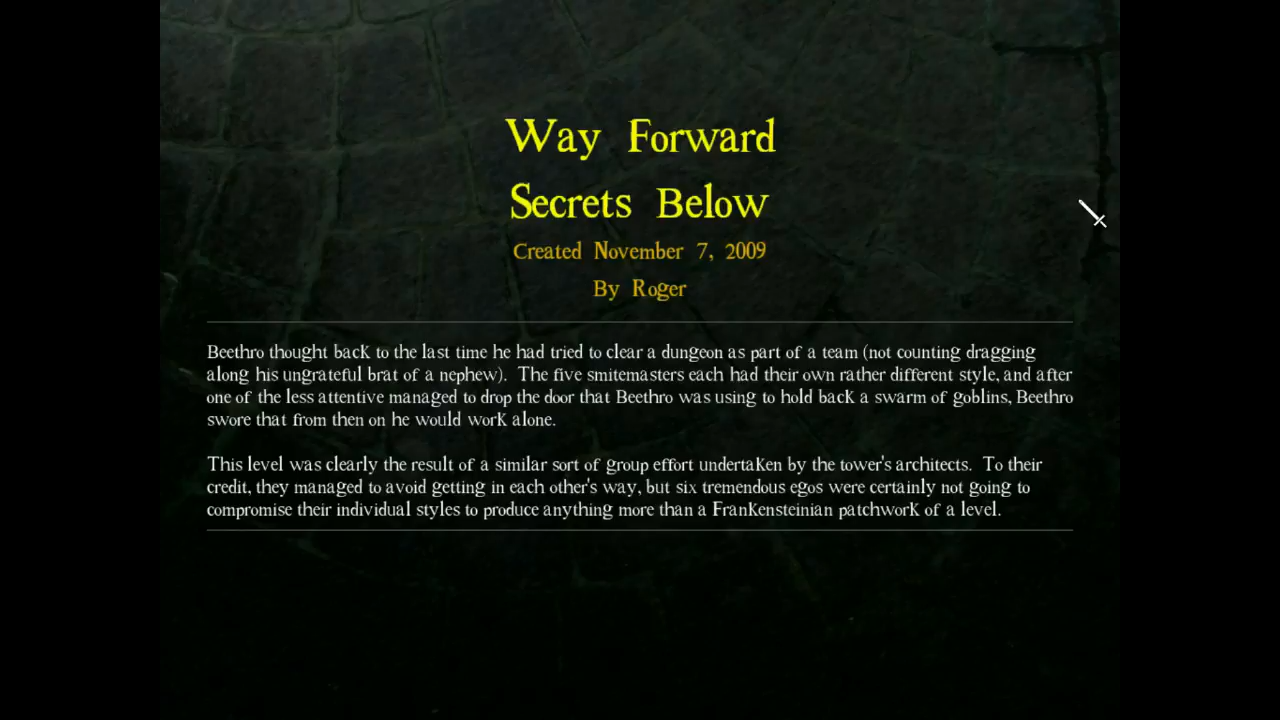 Way Forward
Secrets Below
Created November 7, 2009
By Roger
Beethro thought back to the last time he had tried to clear a dungeon as part of a team (not counting dragging
along his ungrateful brat of a nephew).  The five smitemasters each had their own rather different style, and after
one of the less attentive managed to drop the door that Beethro was using to hold back a swarm of goblins, Beethro
swore that from then on he would work alone.
This level was clearly the result of a similar sort of group effort undertaken by the tower's architects.  To their
credit, they managed to avoid getting in each other's way, but six tremendous egos were certainly not going to
compromise their individual styles to produce anything more than a Frankensteinian patchwork of a level.